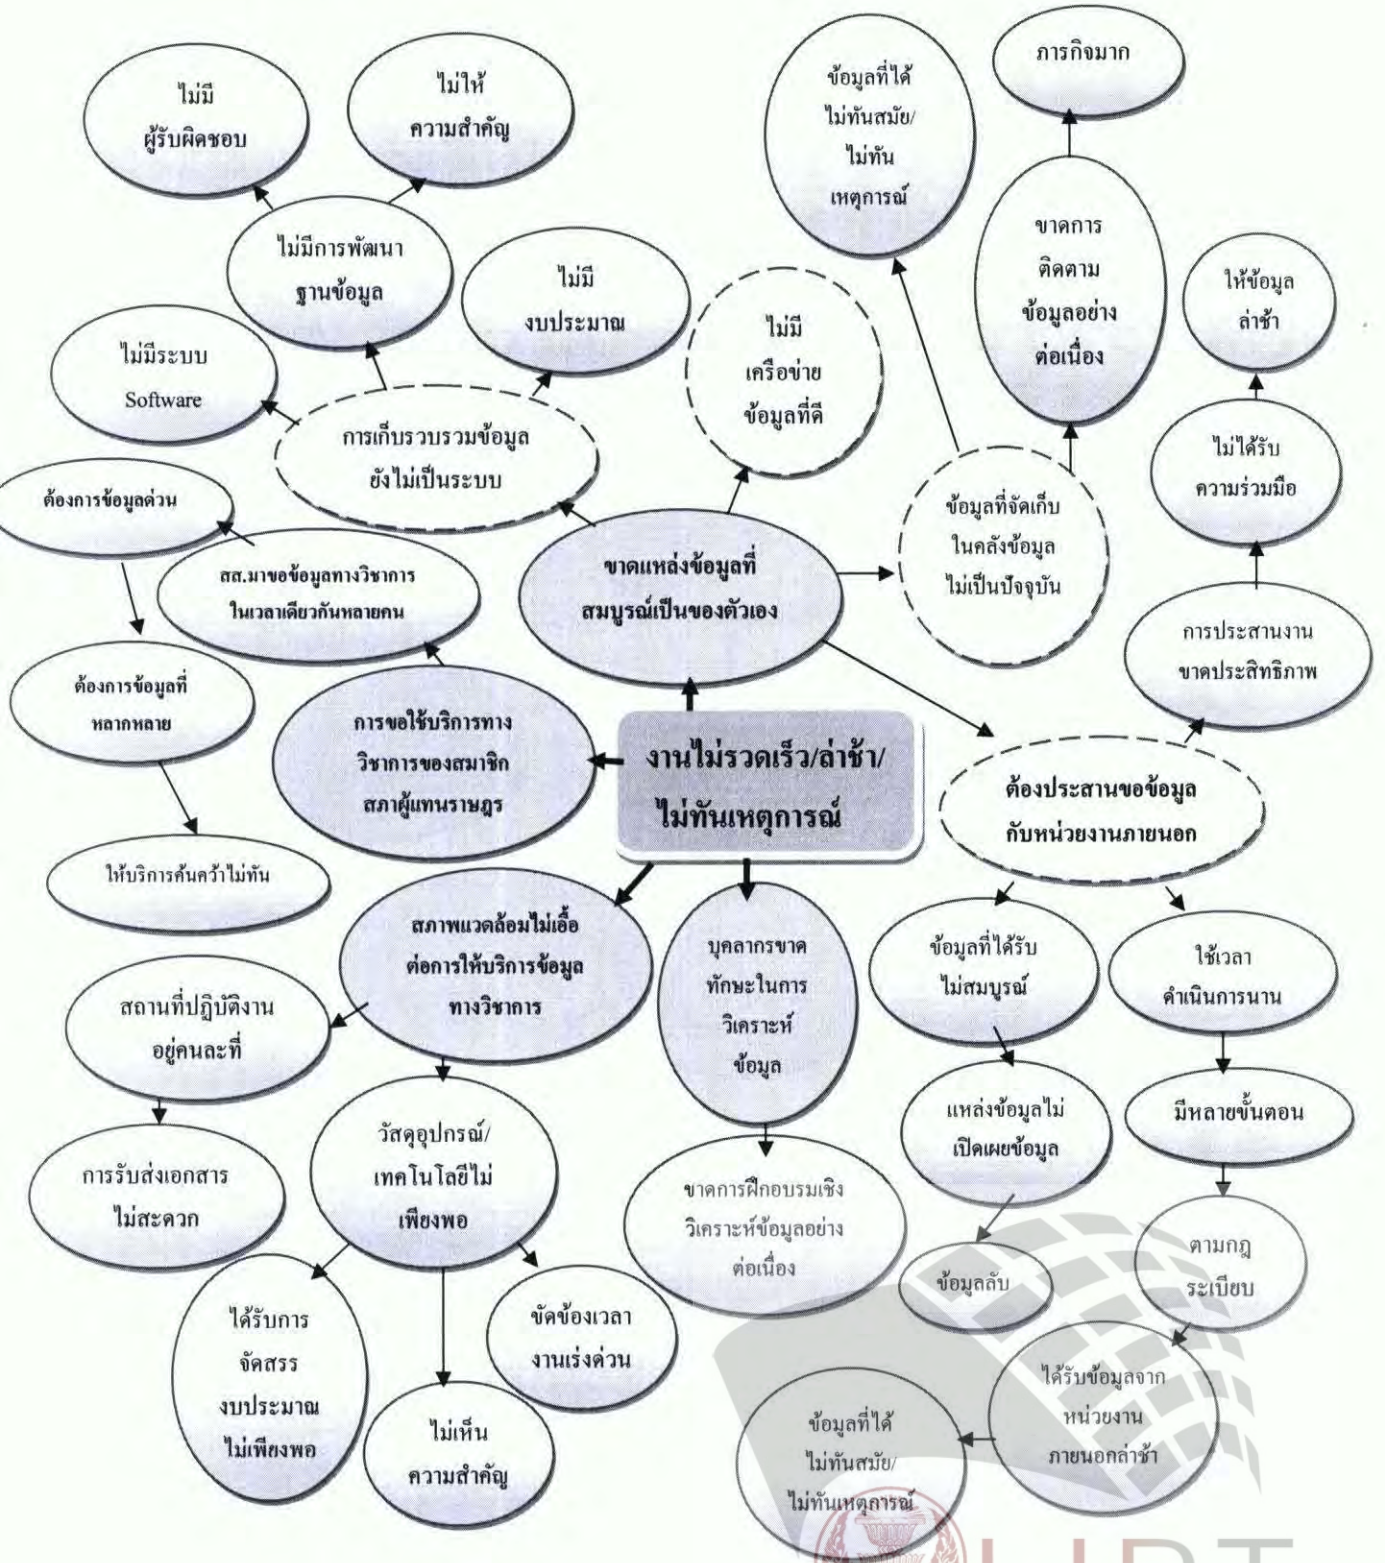 ภารกิจมาก
ไม่มี
ผู้รับผิดชอบ
ไม่ให้
ความสำคัญ
ข้อมูลที่ได้
ไม่ทันสมัย/
ไม่ทัน
เหตุการณ์
ไม่มีการพัฒนา
ฐานข้อมูล
ไม่มี
งบประมาณ
ไม่มี
เครือข่าย
ข้อมูลที่ดี
ขาดการ
ติดตาม
ข้อมูลอย่าง
ต่อเนื่อง
ให้ข้อมูล
ล่าช้า
ไม่มีระบบ
Software
การเก็บรวบรวมข้อมูล
ยังไม่เป็นระบบ
ไม่ได้รับ
ความร่วมมือ
ต้องการข้อมูลด่วน
สส.มาขอข้อมูลทางวิชาการ
ในเวลาเดียวกันหลายคน
ขาดแหล่งข้อมูลที่
สมบูรณ์เป็นของตัวเอง
ข้อมูลที่จัดเก็บ
ในคลังข้อมูล
ไม่เป็นปัจจุบัน
การประสานงาน
ขาดประสิทธิภาพ
ต้องการข้อมูลที่
หลากหลาย
การขอใช้บริการทาง
วิชาการของสมาชิก
สภาผู้แทนราษฎร
งานไม่รวดเร็ว/ล่าช้า/
ไม่ทันเหตุการณ์
ต้องประสานขอข้อมูล
กับหน่วยงานภายนอก
ให้บริการค้นคว้าไม่ทัน
สภาพแวดล้อมไม่เอื้อ
ต่อการให้บริการข้อมูล
ทางวิชาการ
บุคลากรขาด
ทักษะในการ
วิเคราะห์
ข้อมูล
ข้อมูลที่ได้รับ
ไม่สมบูรณ์
ใช้เวลา
ดำเนินการนาน
สถานที่ปฏิบัติงาน
อยู่คนละที่
วัสดุอุปกรณ์/
เทคโนโลยีไม่
เพียงพอ
แหล่งข้อมูลไม่
เปิดเผยข้อมูล
มีหลายขั้นตอน
การรับส่งเอกสาร
ไม่สะดวก
ขาดการฝึกอบรมเชิง
วิเคราะห์ข้อมูลอย่าง
ต่อเนื่อง
ข้อมูลลับ
ตามกฎ
ระเบียบ
ได้รับการ
จัดสรร
งบประมาณ
ไม่เพียงพอ
ขัดข้องเวลา
งานเร่งด่วน
ไม่เห็น
ความสำคัญ
ข้อมูลที่ได้
ไม่ทันสมัย/
ไม่ทันเหตุการณ์
ได้รับข้อมูลจาก
หน่วยงาน
ภายนอกล่าช้า